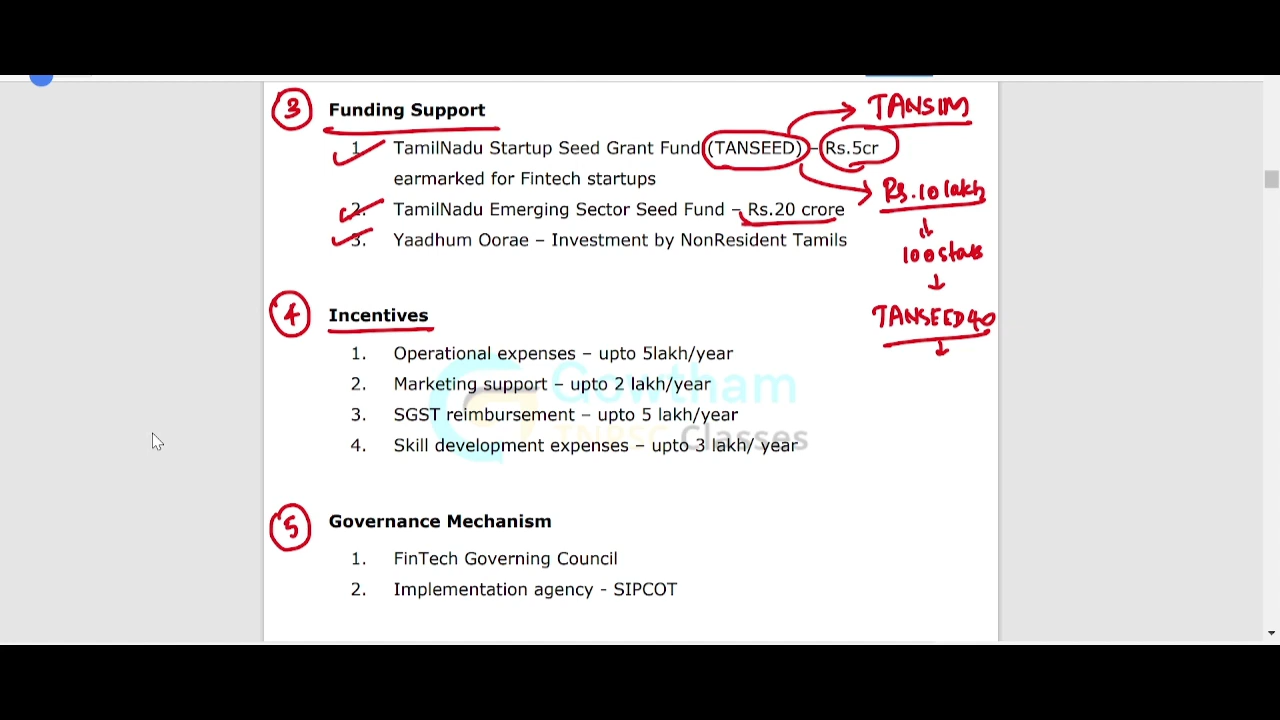 3 Funding Support
TANSIM
1. TamilNadu Startup Seed Grant Fund (TANSEED) – Rs.5cr
earmarked for Fintech startups
Rs.10 lakh
2. TamilNadu Emerging Sector Seed Fund – Rs.20 crore
3. Yaadhum Oorae – Investment by NonResident Tamils
100
4 Incentives
TANSEED 40
1. Operational expenses – upto 5lakh/year
2. Marketing support – upto 2 lakh/year
3. SGST reimbursement – upto 5 lakh/year
4. Skill development expenses – upto 3 lakh/ year
Gowtham
TNPSC Classes
5 Governance Mechanism
1. FinTech Governing Council
2. Implementation agency - SIPCOT